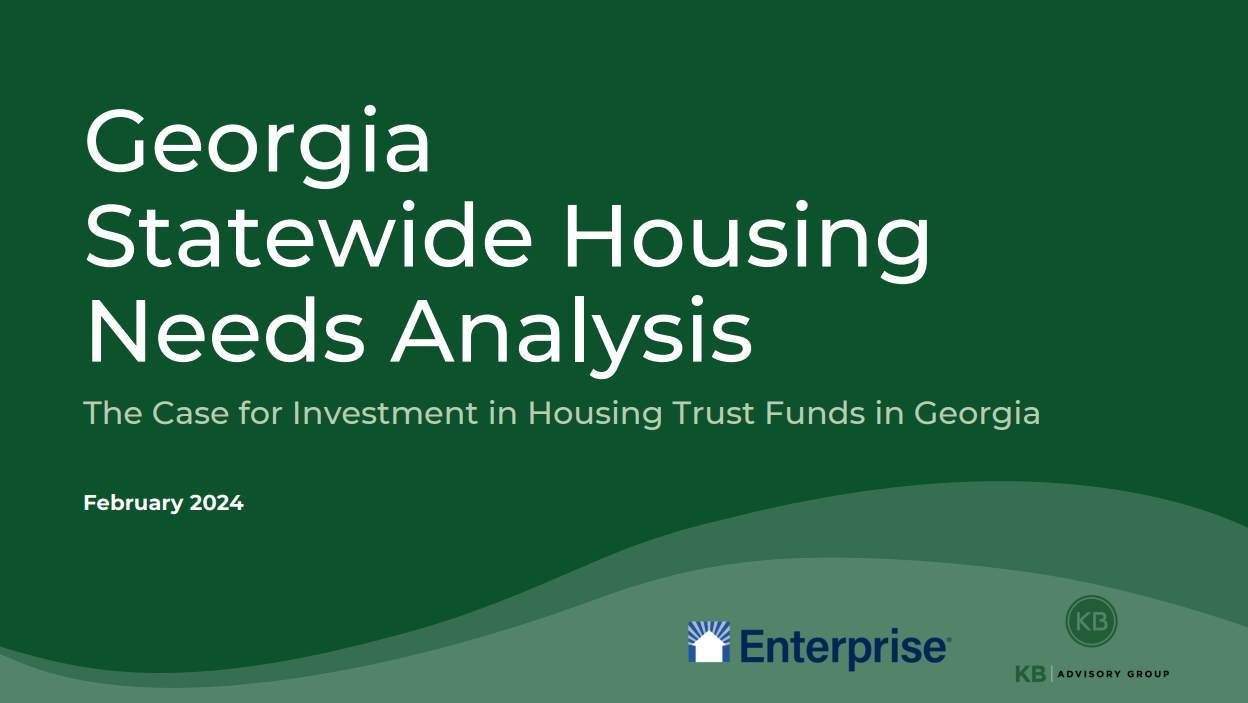 Georgia
Statewide Housing
Needs Analysis
The Case for Investment in Housing Trust Funds in Georgia
February 2024
Enterprise®
KB
KB | ADVISORY GROUP